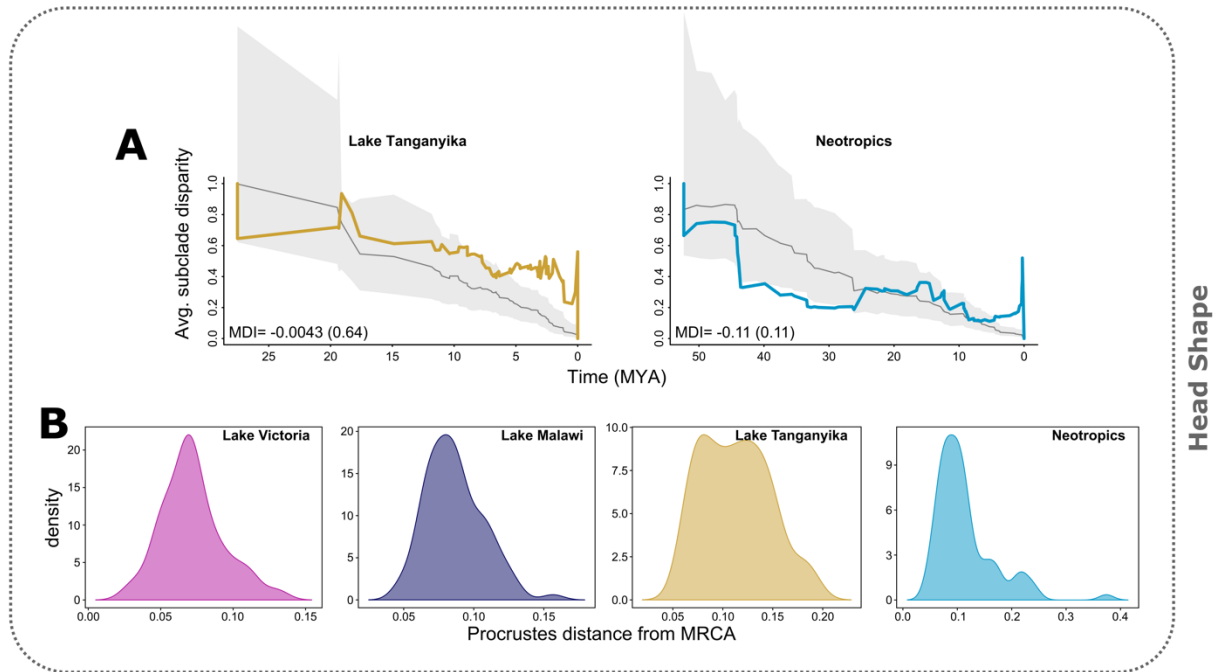 A
Lake Tanganyika
Neotropics
Avg. subclade disparity
1.0
0.8
0.6
0.4
0.2
0.0
MDI= -0.0043 (0.64)
25 20 15 10 5 0
1.0
0.8
0.6
0.4
0.2
0.0
MDI= -0.11 (0.11)
50 40 30 20 10 0
Time (MYA)
B
density
Lake Victoria
20
15
10
5
0
0.00 0.05 0.10 0.15
Lake Malawi
20
15
10
5
0
0.05 0.10 0.15
Lake Tanganyika
10.0
7.5
5.0
2.5
0.0
0.05 0.10 0.15 0.20
Neotropics
9
6
3
0
0.0 0.1 0.2 0.3 0.4
Procrustes distance from MRCA
Head Shape